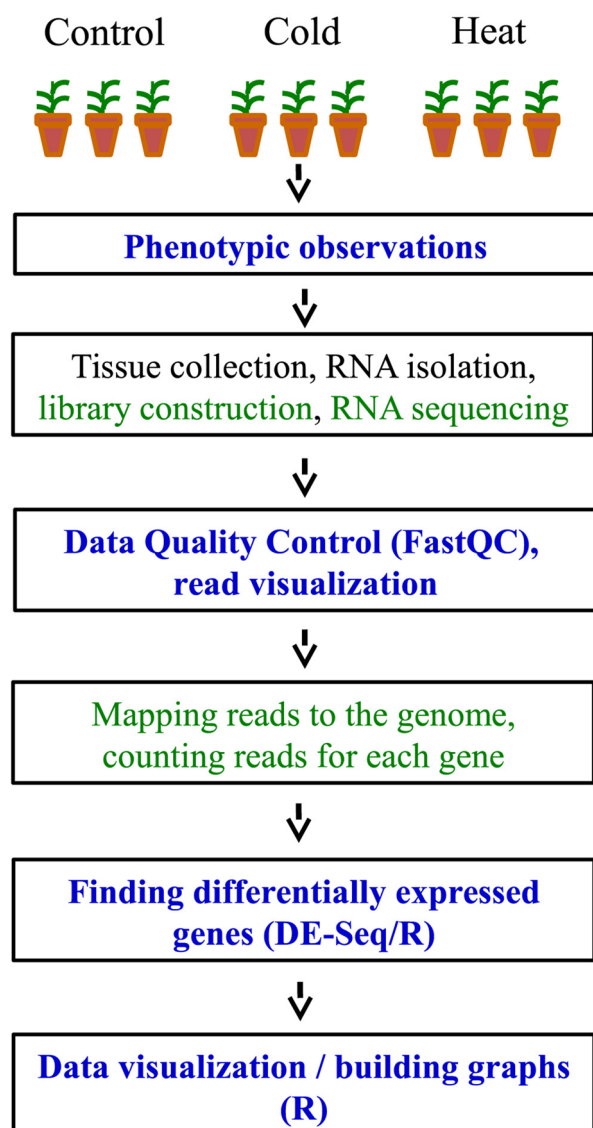 Control Cold Heat
Phenotypic observations
Tissue collection, RNA isolation,
library construction, RNA sequencing
Data Quality Control (FastQC),
read visualization
Mapping reads to the genome,
counting reads for each gene
Finding differentially expressed
genes (DE-Seq/R)
Data visualization / building graphs
(R)